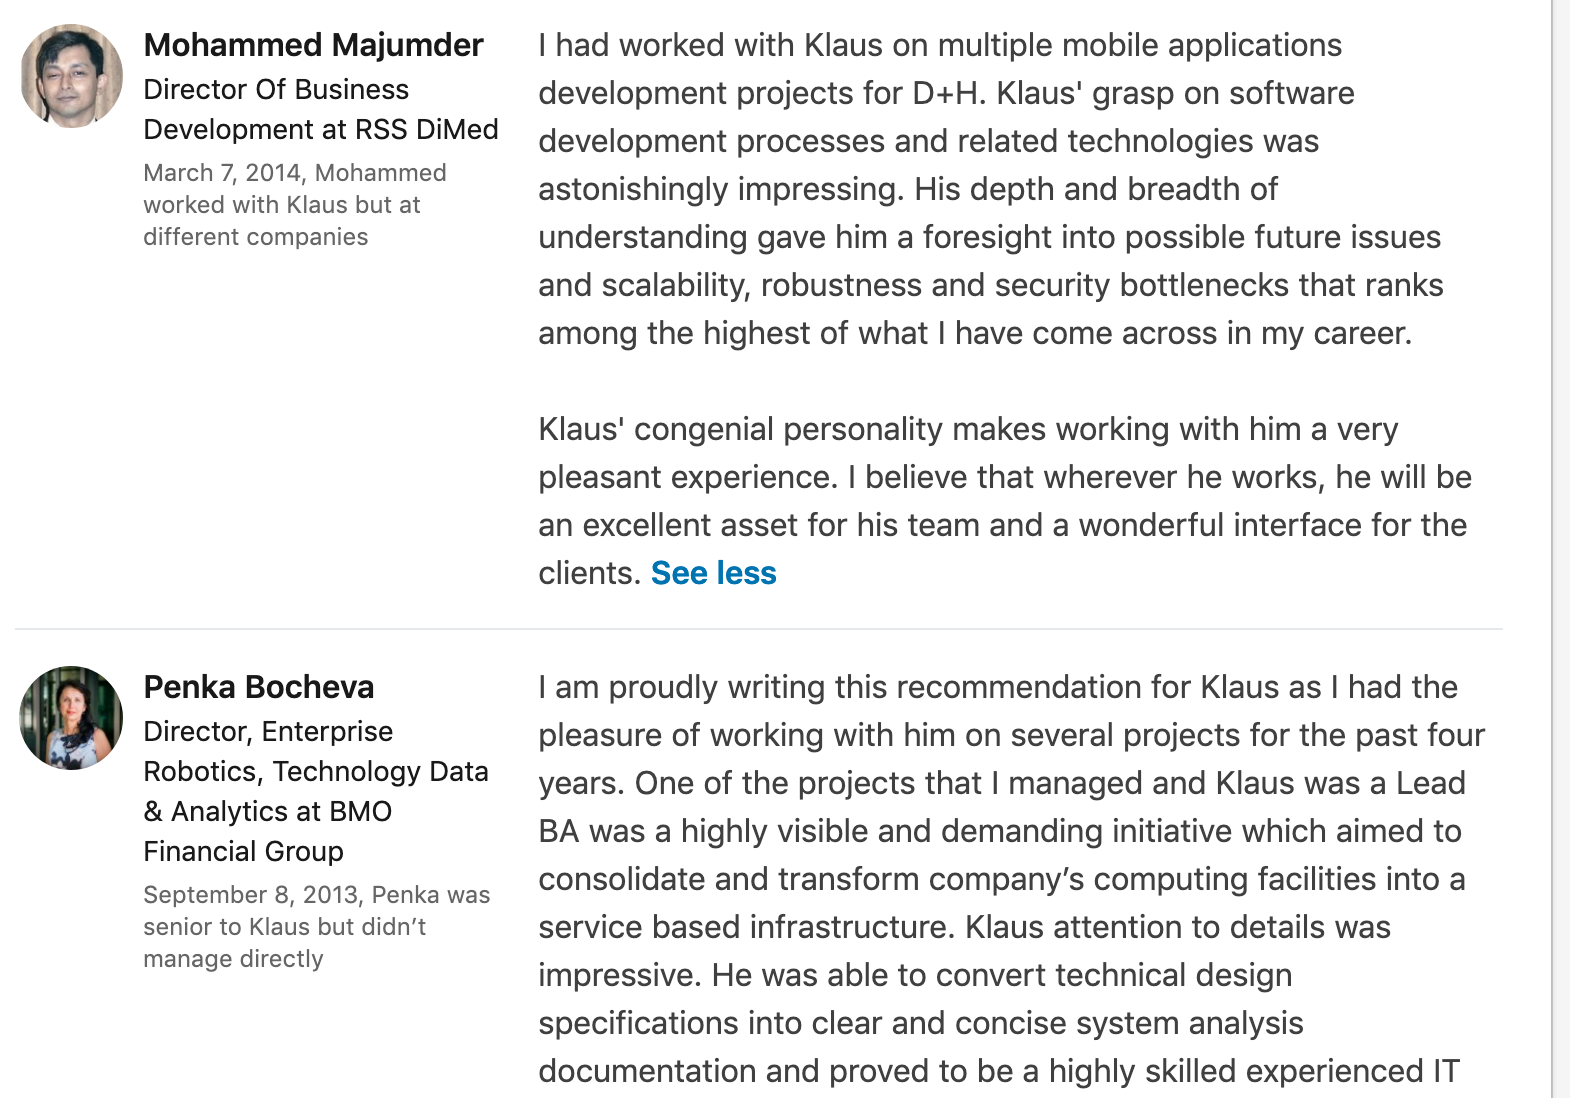 Mohammed Majumder
Director Of Business
Development at RSS DiMed
March 7, 2014, Mohammed
worked with Klaus but at
different companies
I had worked with Klaus on multiple mobile applications
development projects for D+H. Klaus' grasp on software
development processes and related technologies was
astonishingly impressing. His depth and breadth of
understanding gave him a foresight into possible future issues
and scalability, robustness and security bottlenecks that ranks
among the highest of what I have come across in my career.
Klaus' congenial personality makes working with him a very
pleasant experience. I believe that wherever he works, he will be
an excellent asset for his team and a wonderful interface for the
clients. See less
Penka Bocheva
Director, Enterprise
Robotics, Technology Data
& Analytics at BMO
Financial Group
September 8, 2013, Penka was
senior to Klaus but didn’t
manage directly
I am proudly writing this recommendation for Klaus as I had the
pleasure of working with him on several projects for the past four
years. One of the projects that I managed and Klaus was a Lead
BA was a highly visible and demanding initiative which aimed to
consolidate and transform company’s computing facilities into a
service based infrastructure. Klaus attention to details was
impressive. He was able to convert technical design
specifications into clear and concise system analysis
documentation and proved to be a highly skilled experienced IT